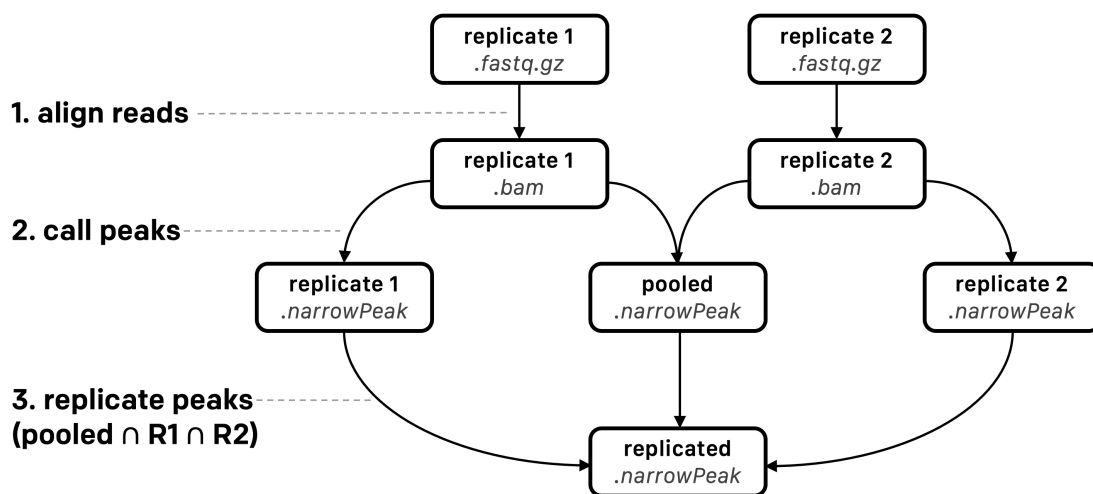 replicate 1
.fastq.gz
replicate 2
.fastq.gz
1. align reads
replicate 1
.bam
replicate 2
.bam
2. call peaks
replicate 1
.narrowPeak
pooled
.narrowPeak
replicate 2
.narrowPeak
3. replicate peaks
(pooled ∩ R1 ∩ R2)
replicated
.narrowPeak